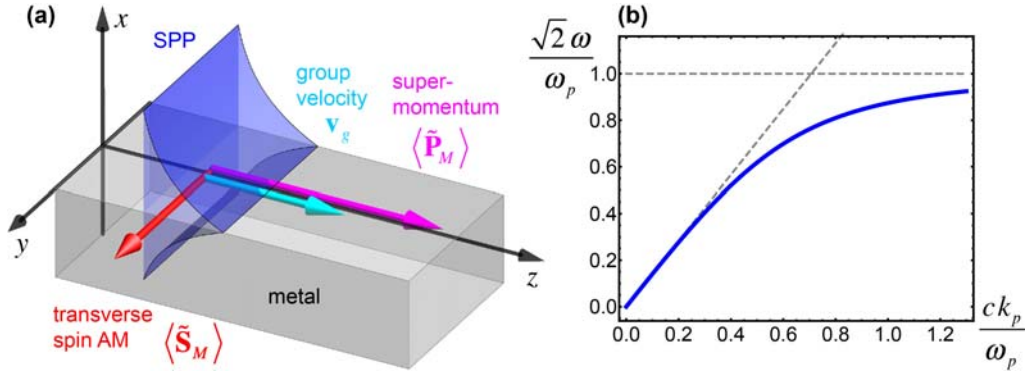 (a)
x
SPP
group
velocity
v_g
super-
momentum
⟨P̃_M⟩
y
z
metal
transverse
spin AM
⟨S̃_M⟩
(b)
√2 ω
ω_p
1.0
0.8
0.6
0.4
0.2
0.0
0.0 0.2 0.4 0.6 0.8 1.0 1.2
ck_p
ω_p